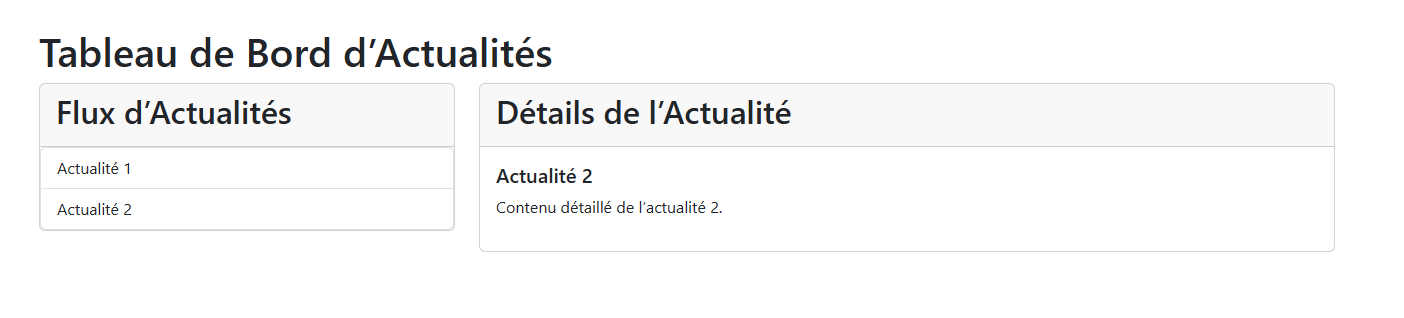 Tableau de Bord d’Actualités
Flux d’Actualités
Actualité 1
Actualité 2
Détails de l’Actualité
Actualité 2
Contenu détaillé de l’actualité 2.